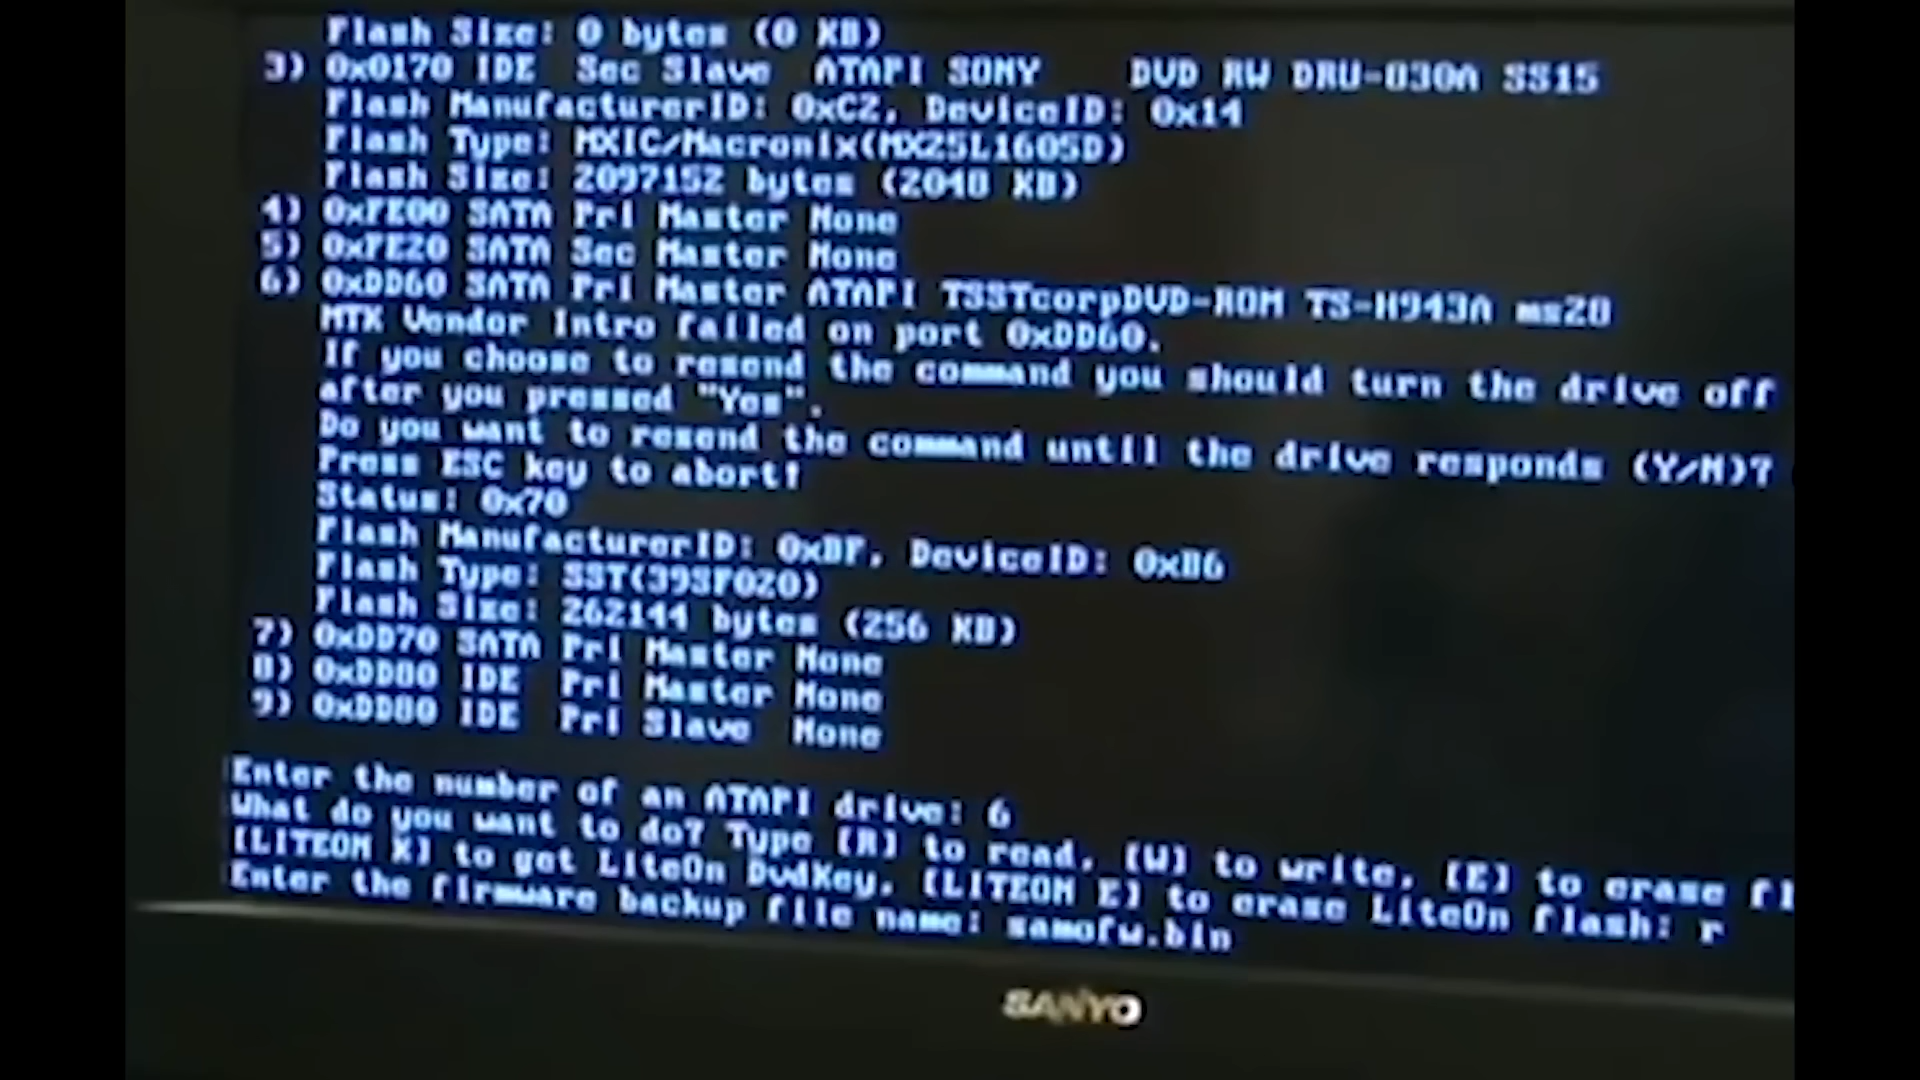 Flash Size: 0 bytes (0 KB)
3) 0x0170 IDE Sec Slave ATAPI SONY DVD RW DRU-830A SS15
Flash ManufacturerID: 0xC2, DeviceID: 0x14
Flash Type: MXIC/Macronix(MX25L1605D)
Flash Size: 2097152 bytes (2048 KB)
4) 0xFE00 SATA Pri Master None
5) 0xFE20 SATA Sec Master None
6) 0xDD60 SATA Pri Master ATAPI TSSTcorpDVD-ROM TS-H943A ms28
MTK Vendor Intro failed on port 0xDD60.
If you choose to resend the command you should turn the drive off
after you pressed "Yes".
Do you want to resend the command until the drive responds (Y/N)?
Press ESC key to abort!
Status: 0x70
Flash ManufacturerID: 0xBF, DeviceID: 0xB6
Flash Type: SST(39SF020)
Flash Size: 262144 bytes (256 KB)
7) 0xDD70 SATA Pri Master None
8) 0xDD80 IDE Pri Master None
9) 0xDD80 IDE Pri Slave None
Enter the number of an ATAPI drive: 6
What do you want to do? Type [R] to read, [W] to write, [E] to erase fl
[LITEON K] to get LiteOn DvdKey, [LITEON E] to erase LiteOn flash: r
Enter the firmware backup file name: samofw.bin
SANYO